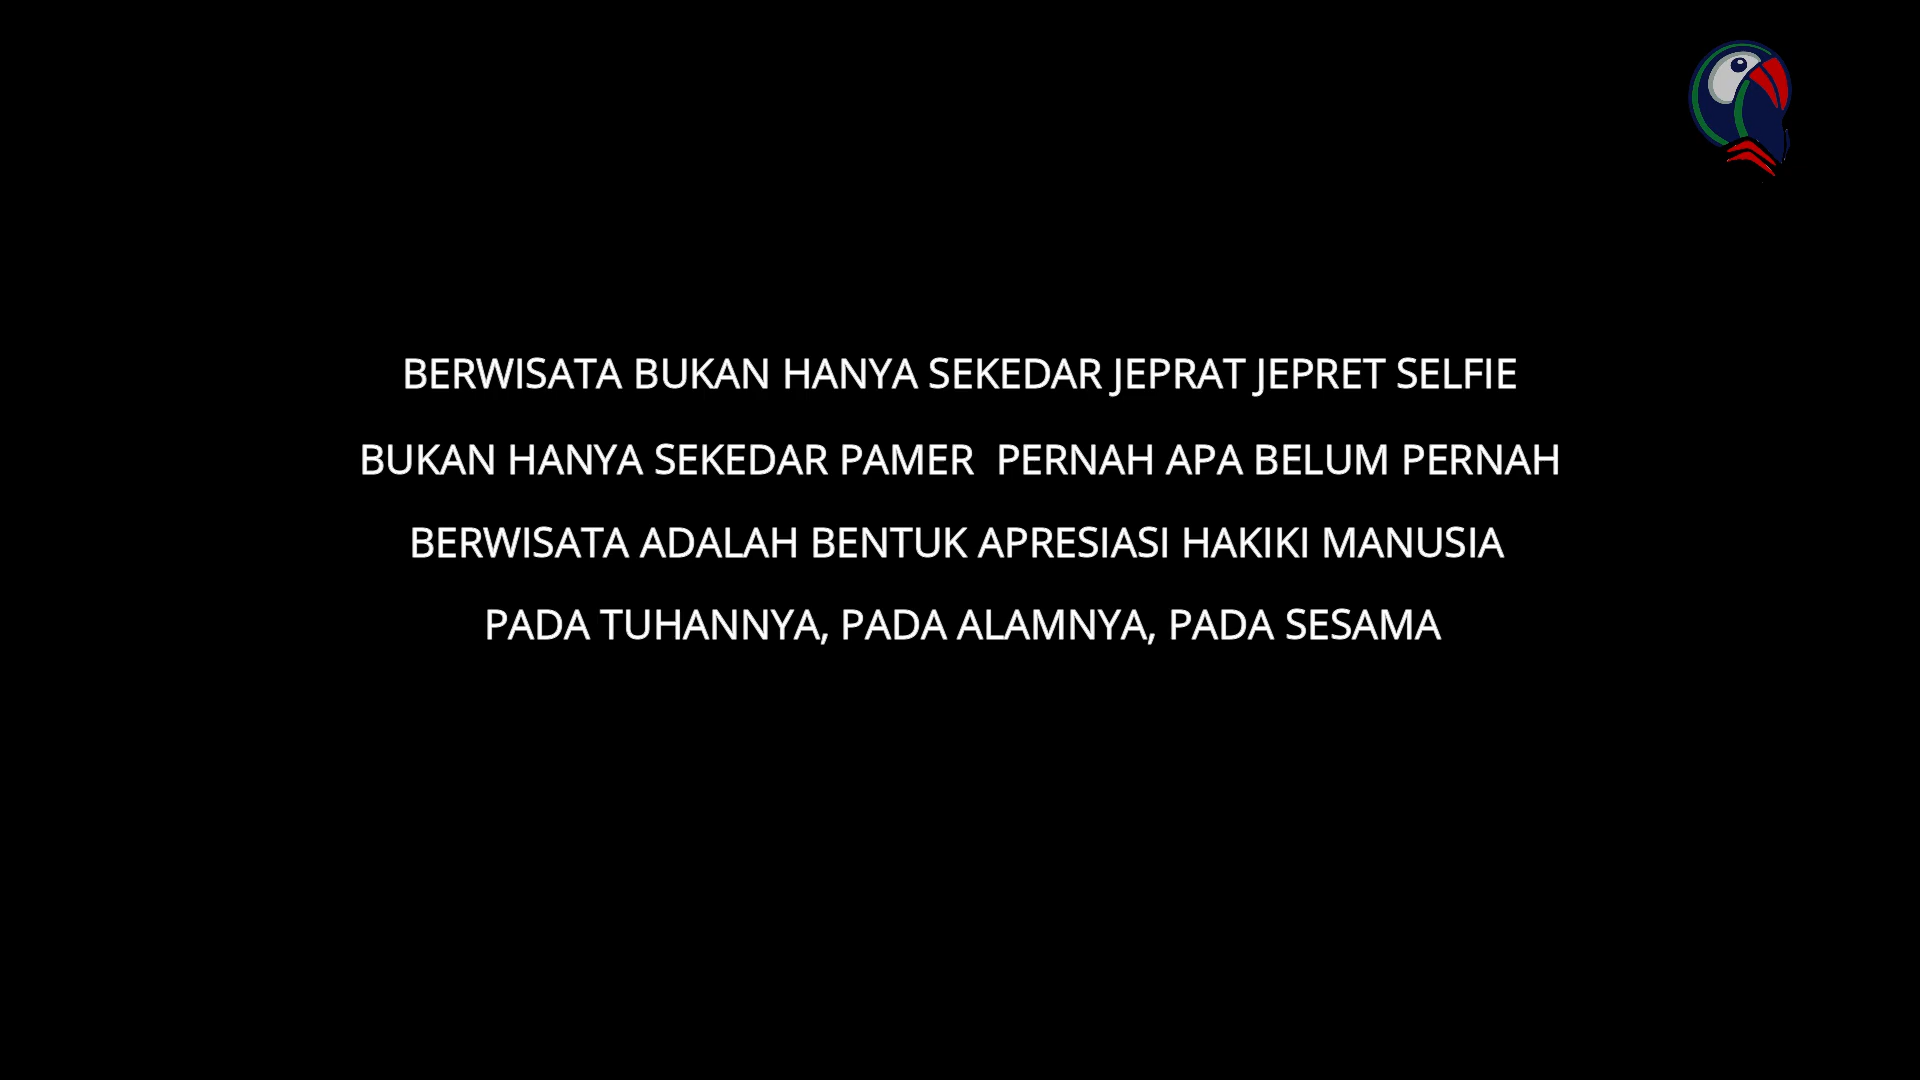 BERWISATA BUKAN HANYA SEKEDAR JEPRAT JEPRET SELFIE
BUKAN HANYA SEKEDAR PAMER  PERNAH APA BELUM PERNAH
BERWISATA ADALAH BENTUK APRESIASI HAKIKI MANUSIA
PADA TUHANNYA, PADA ALAMNYA, PADA SESAMA